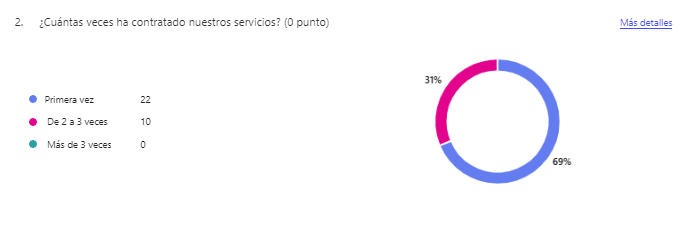 2. ¿Cuántas veces ha contratado nuestros servicios? (0 punto)
Más detalles
Primera vez 22
De 2 a 3 veces 10
Más de 3 veces 0
31%
69%